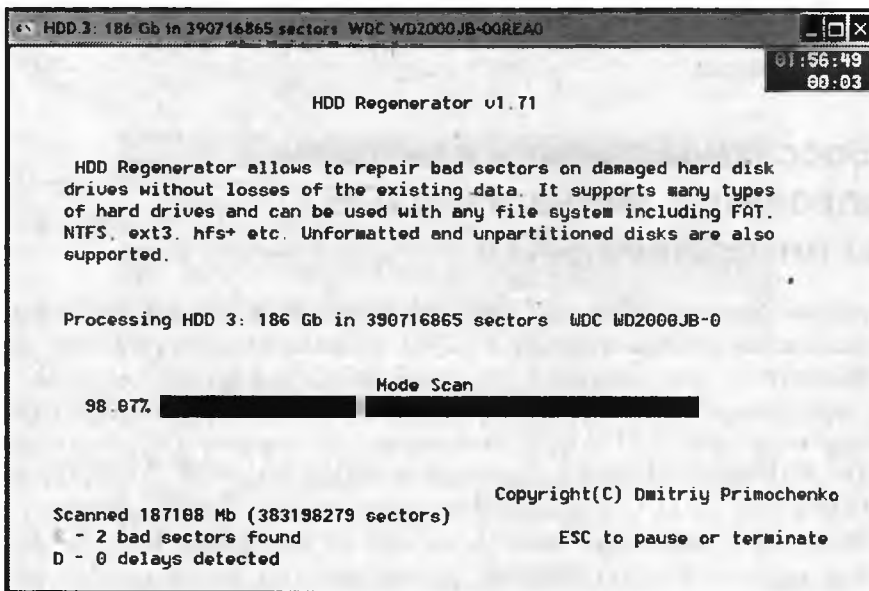 HDD.3: 186 Gb in 390716865 sectors WDC WD2000JB-00REA0
01:56:49
00:03
HDD Regenerator v1.71
HDD Regenerator allows to repair bad sectors on damaged hard disk
drives without losses of the existing data. It supports many types
of hard drives and can be used with any file system including FAT,
NTFS, ext3, hfs+ etc. Unformatted and unpartitioned disks are also
supported.
Processing HDD 3: 186 Gb in 390716865 sectors WDC WD2000JB-0
Mode Scan
98.07%
Copyright(C) Dmitriy Primochenko
Scanned 187108 Mb (383198279 sectors)
- 2 bad sectors found
ESC to pause or terminate
D - 0 delays detected